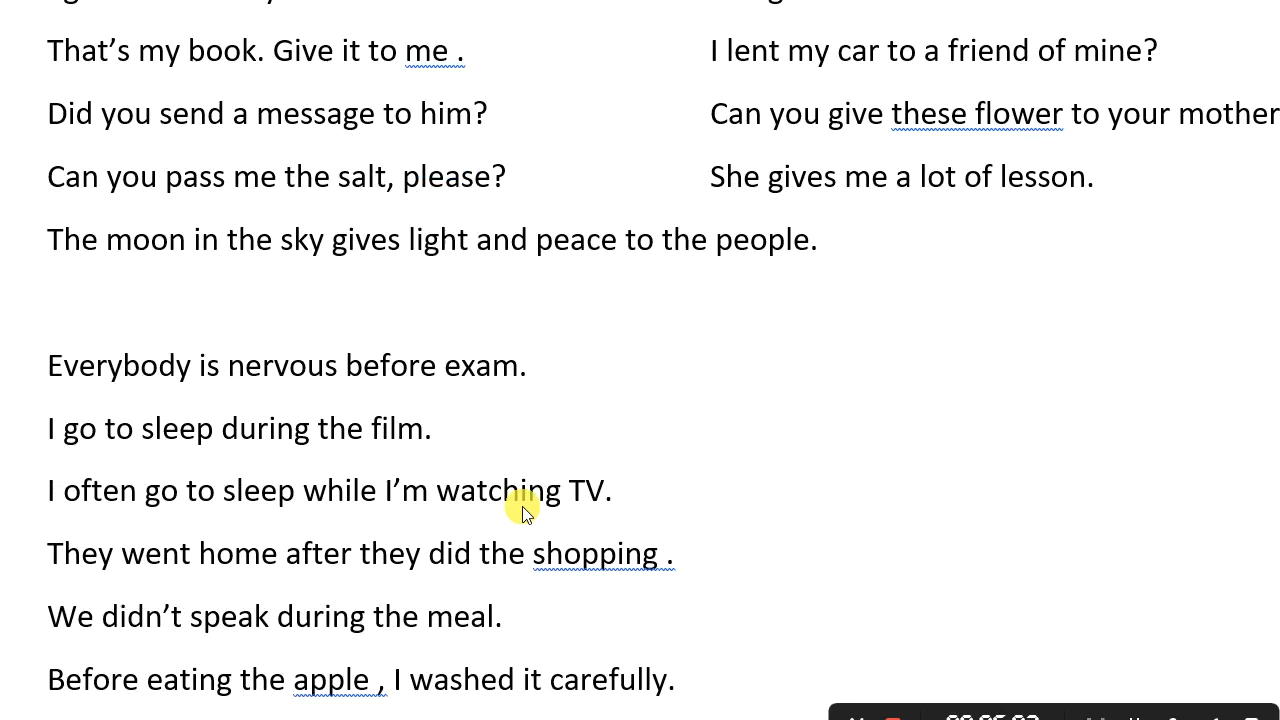 That’s my book. Give it to me .
I lent my car to a friend of mine?
Did you send a message to him?
Can you give these flower to your mother
Can you pass me the salt, please?
She gives me a lot of lesson.
The moon in the sky gives light and peace to the people.
Everybody is nervous before exam.
I go to sleep during the film.
I often go to sleep while I’m watching TV.
They went home after they did the shopping .
We didn’t speak during the meal.
Before eating the apple , I washed it carefully.